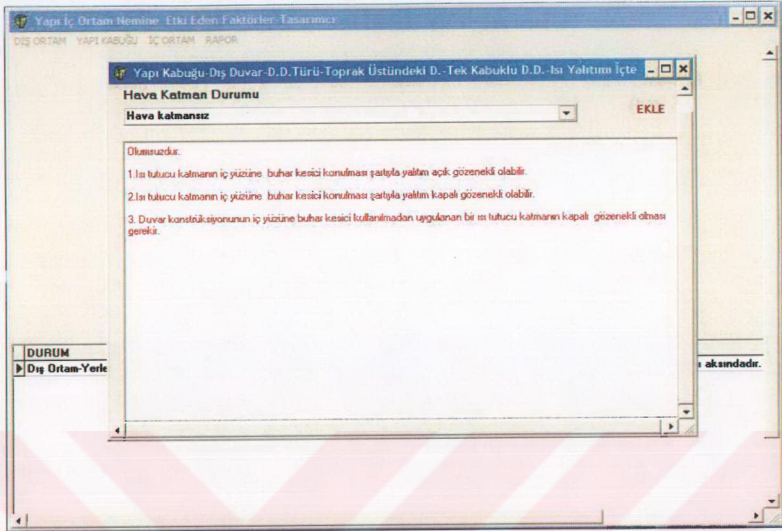 Yapı İç Ortam Nemine Etki Eden Faktörler-Tasarımcı
DIŞ ORTAM YAPI KABUĞU İÇ ORTAM RAPOR
Yapı Kabuğu-Dış Duvar-D.D.Türü-Toprak Üstündeki D.-Tek Kabuklu D.D.-Isı Yalıtımı İçte
Hava Katman Durumu
Hava katmansız
EKLE
Olumsuzdur.
1.Isı tutucu katmanın iç yüzüne buhar kesici konulması şartıyla yalıtım açık gözenekli olabilir.
2.Isı tutucu katmanın iç yüzüne buhar kesici konulması şartıyla yalıtım kapalı gözenekli olabilir.
3. Duvar konstrüksiyonunun iç yüzüne buhar kesici kullanılmadan uygulanan bir ısı tutucu katmanın kapalı gözenekli olması
gerekir.
DURUM
Dış Ortam-Yerle
ı aksındadır.